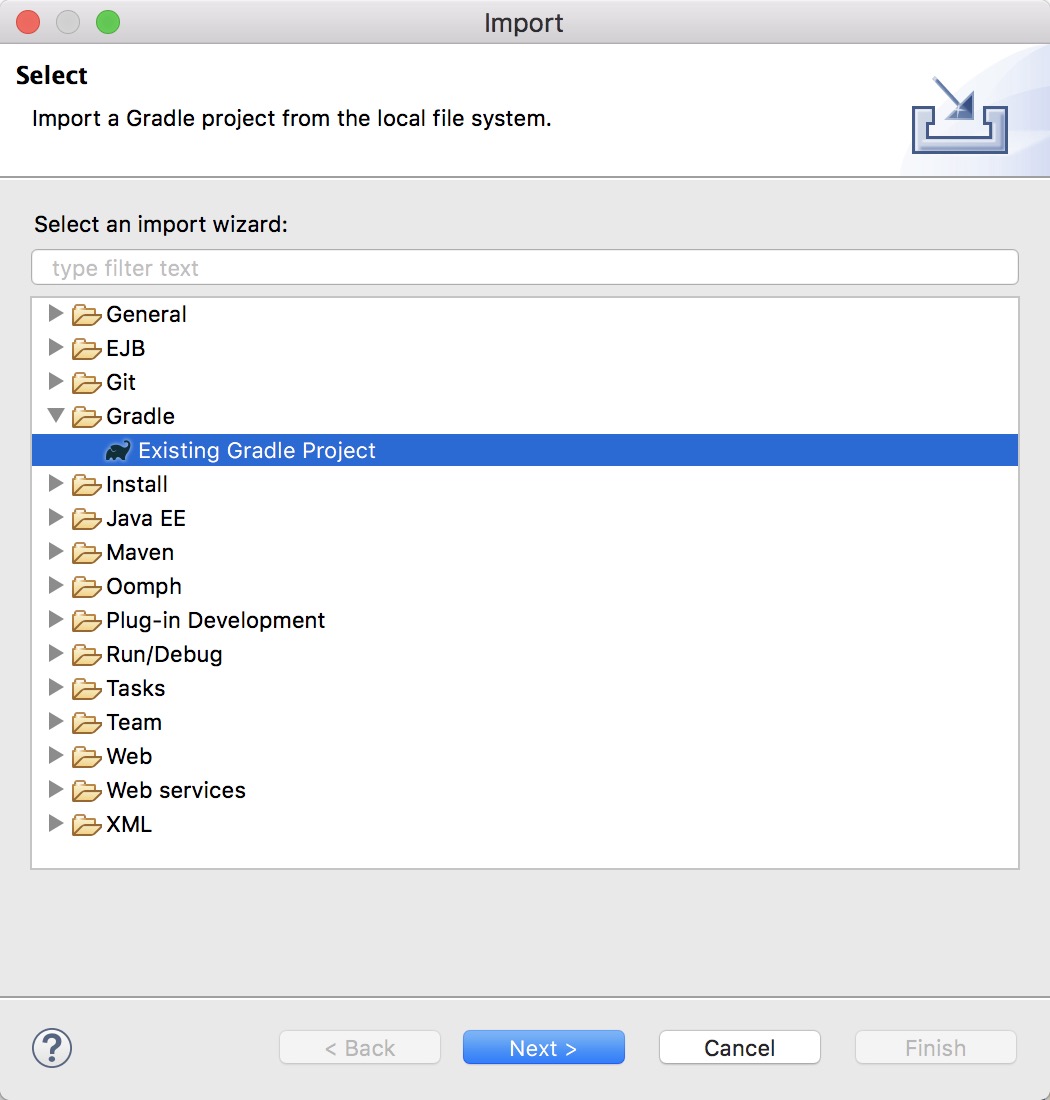 Import
Select
Import a Gradle project from the local file system.
Select an import wizard:
type filter text
General
EJB
Git
Gradle
Existing Gradle Project
Install
Java EE
Maven
Oomph
Plug-in Development
Run/Debug
Tasks
Team
Web
Web services
XML
? < Back Next > Cancel Finish